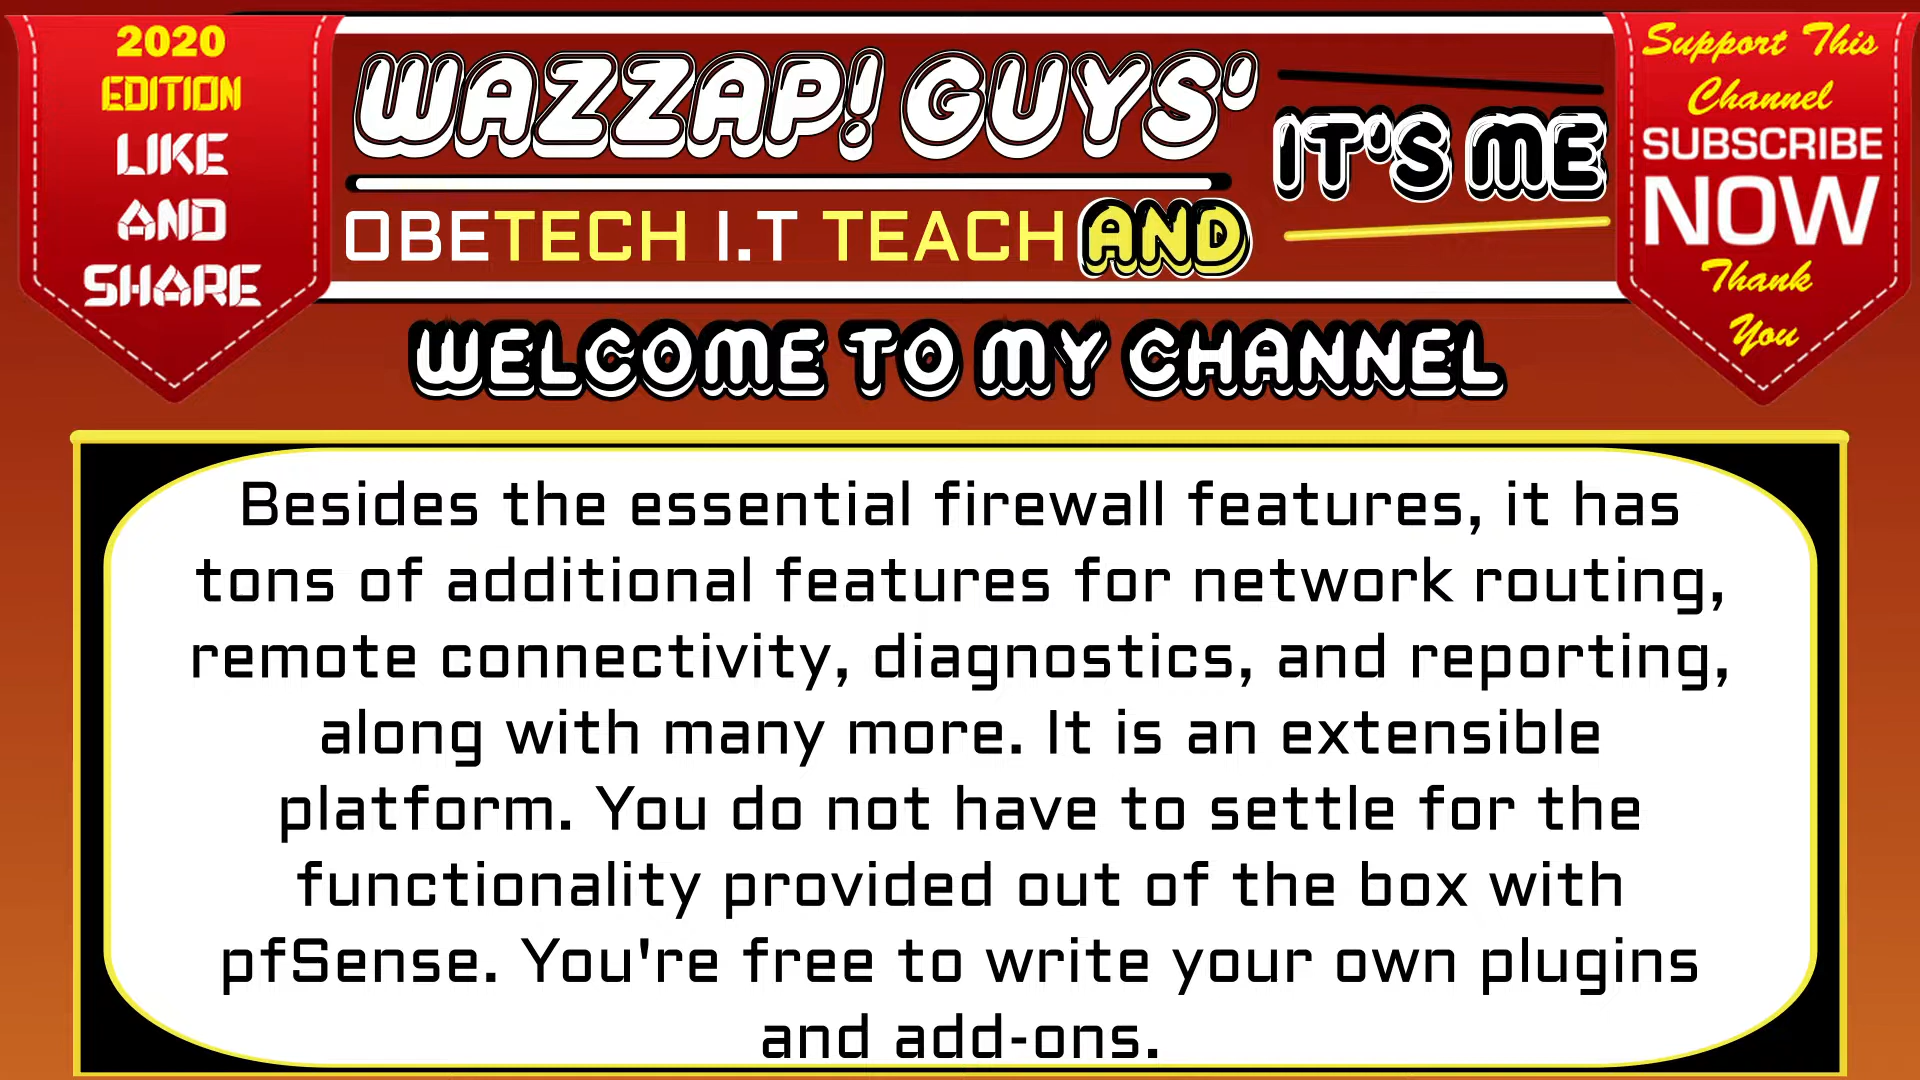 2020
EDITION
LIKE
AND
SHARE
WAZZAP! GUYS'
IT'S ME
OBETECH I.T TEACH AND
WELCOME TO MY CHANNEL
Support This
Channel
SUBSCRIBE
NOW
Thank
You
Besides the essential firewall features, it has
tons of additional features for network routing,
remote connectivity, diagnostics, and reporting,
along with many more. It is an extensible
platform. You do not have to settle for the
functionality provided out of the box with
pfSense. You're free to write your own plugins
and add-ons.